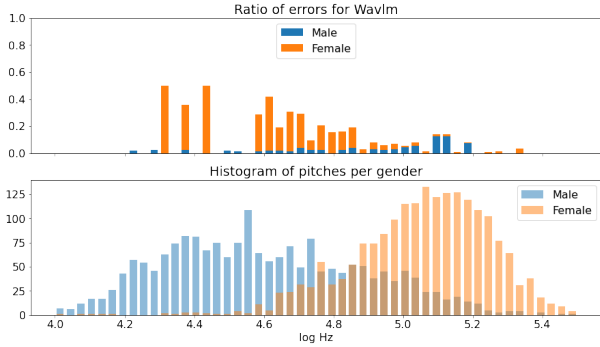 Ratio of errors for Wavlm
1.0
0.8
0.6
0.4
0.2
0.0
Male
Female
Histogram of pitches per gender
125
100
75
50
25
0
Male
Female
4.0 4.2 4.4 4.6 4.8 5.0 5.2 5.4
log Hz